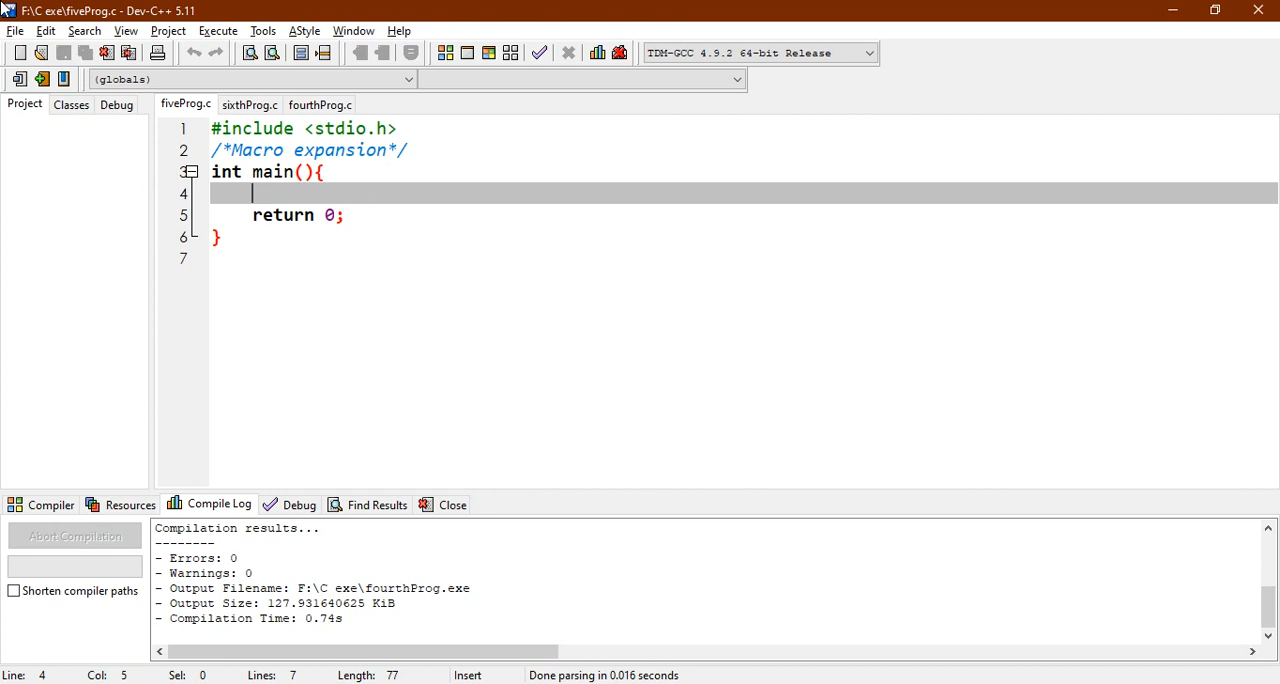 F:\C exe\fiveProg.c - Dev-C++ 5.11
File Edit Search View Project Execute Tools AStyle Window Help
TDM-GCC 4.9.2 64-bit Release
(globals)
Project Classes Debug fiveProg.c sixthProg.c fourthProg.c
1 #include <stdio.h>
2 /*Macro expansion*/
3 int main(){
4
5 return 0;
6 }
7
Compiler Resources Compile Log Debug Find Results Close
Abort Compilation
Shorten compiler paths
Compilation results...
--------
- Errors: 0
- Warnings: 0
- Output Filename: F:\C exe\fourthProg.exe
- Output Size: 127.931640625 KiB
- Compilation Time: 0.74s
Line: 4 Col: 5 Sel: 0 Lines: 7 Length: 77 Insert Done parsing in 0.016 seconds